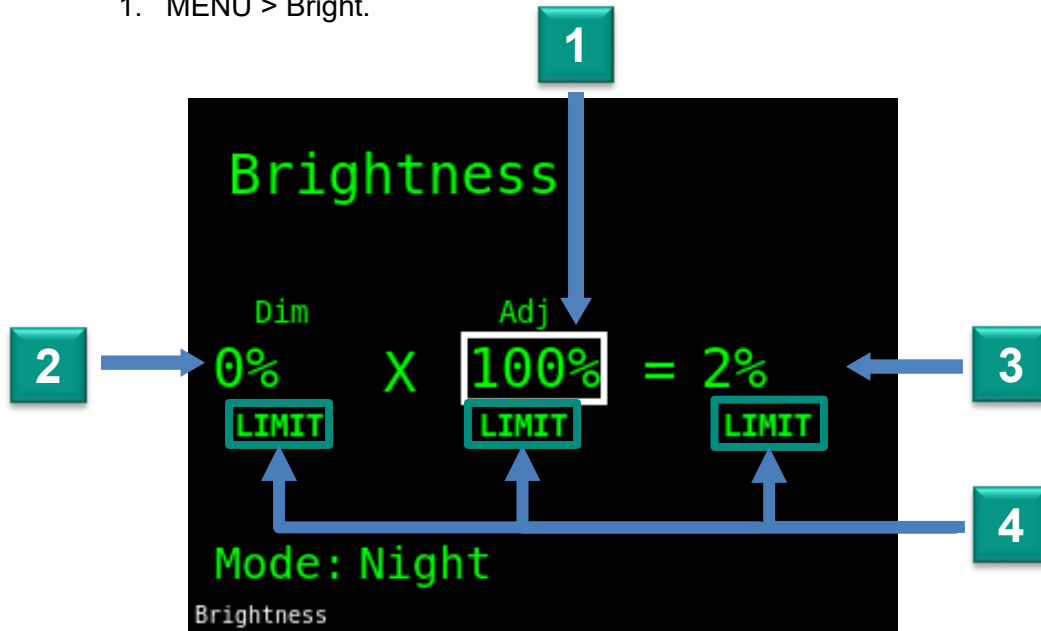 1. MENU > Bright.
1
Brightness
Dim Adj
2 0% X 100% = 2% 3
LIMIT LIMIT LIMIT
4
Mode: Night
Brightness